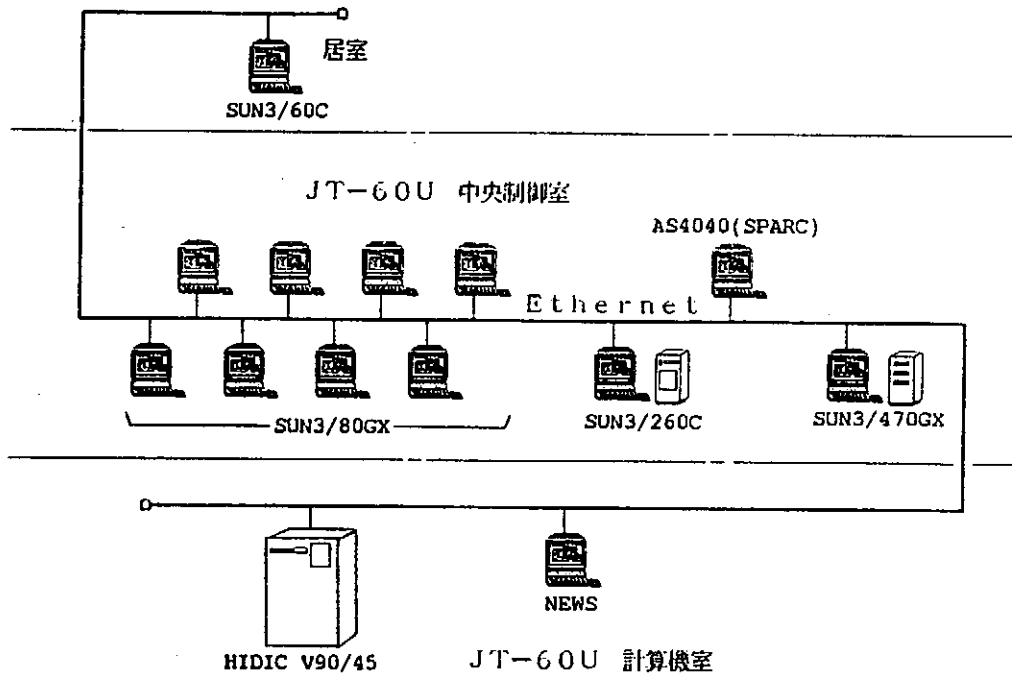 居室
SUN3/60C
JT-60U 中央制御室
AS4040(SPARC)
Ethernet
SUN3/80GX
SUN3/260C
SUN3/470GX
NEWS
HIDIC V90/45
JT-60U 計算機室